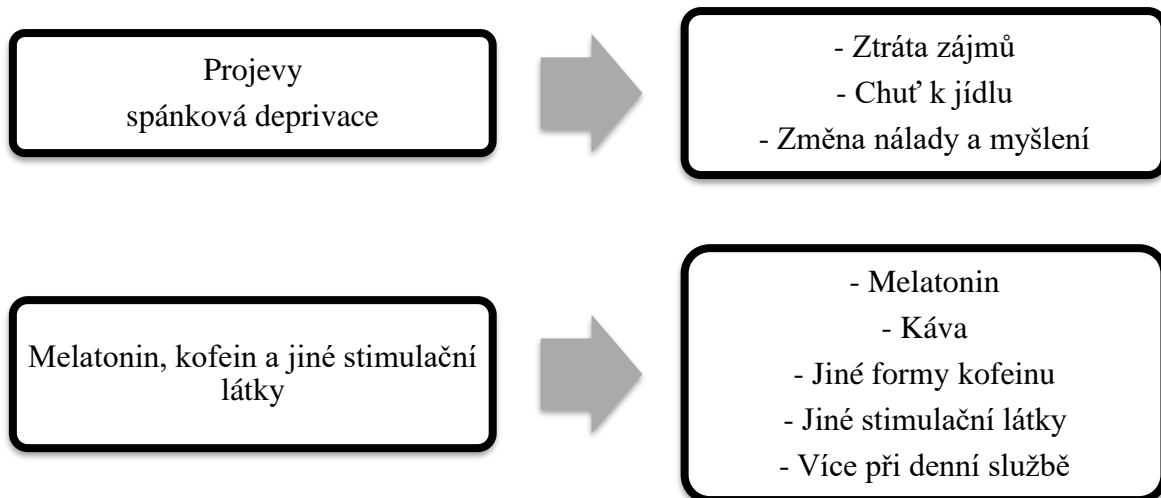 Projevy
spánková deprivace
- Ztráta zájmů
- Chuť k jídlu
- Změna nálady a myšlení
Melatonin, kofein a jiné stimulační
látky
- Melatonin
- Káva
- Jiné formy kofeinu
- Jiné stimulační látky
- Více při denní službě